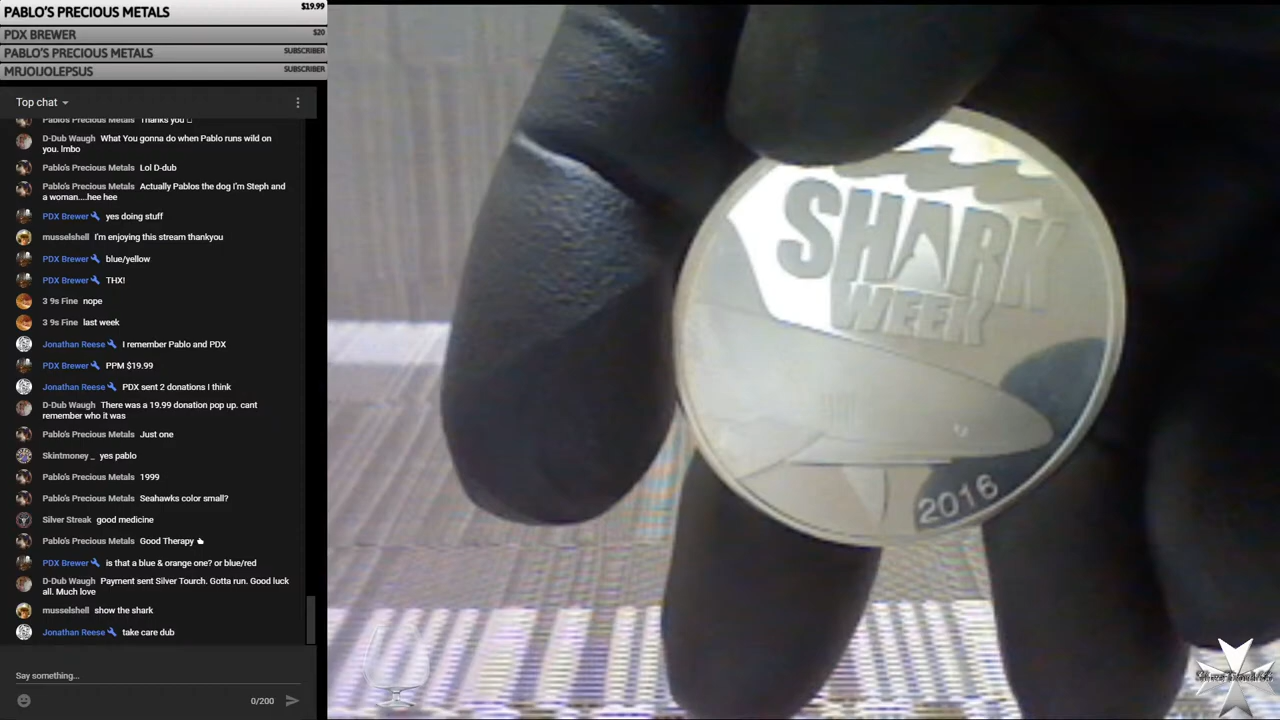 PABLO'S PRECIOUS METALS $19.99
PDX BREWER $20
PABLO'S PRECIOUS METALS SUBSCRIBER
MRJOIJOLEPSUS SUBSCRIBER
Top chat
Pablo's Precious Metals Thanks you
D-Dub Waugh What You gonna do when Pablo runs wild on
you. lmbo
Pablo's Precious Metals Lol D-dub
Pablo's Precious Metals Actually Pablos the dog I'm Steph and
a woman....hee hee
PDX Brewer yes doing stuff
musselshell I'm enjoying this stream thankyou
PDX Brewer blue/yellow
PDX Brewer THX!
3 9s Fine nope
3 9s Fine last week
Jonathan Reese I remember Pablo and PDX
PDX Brewer PPM $19.99
Jonathan Reese PDX sent 2 donations I think
D-Dub Waugh There was a 19.99 donation pop up. cant
remember who it was
Pablo's Precious Metals Just one
Skintmoney _ yes pablo
Pablo's Precious Metals 1999
Pablo's Precious Metals Seahawks color small?
Silver Streak good medicine
Pablo's Precious Metals Good Therapy
PDX Brewer is that a blue & orange one? or blue/red
D-Dub Waugh Payment sent Silver Tourch. Gotta run. Good luck
all. Much love
musselshell show the shark
Jonathan Reese take care dub
Say something...
0/200
SHARK
WEEK
2016